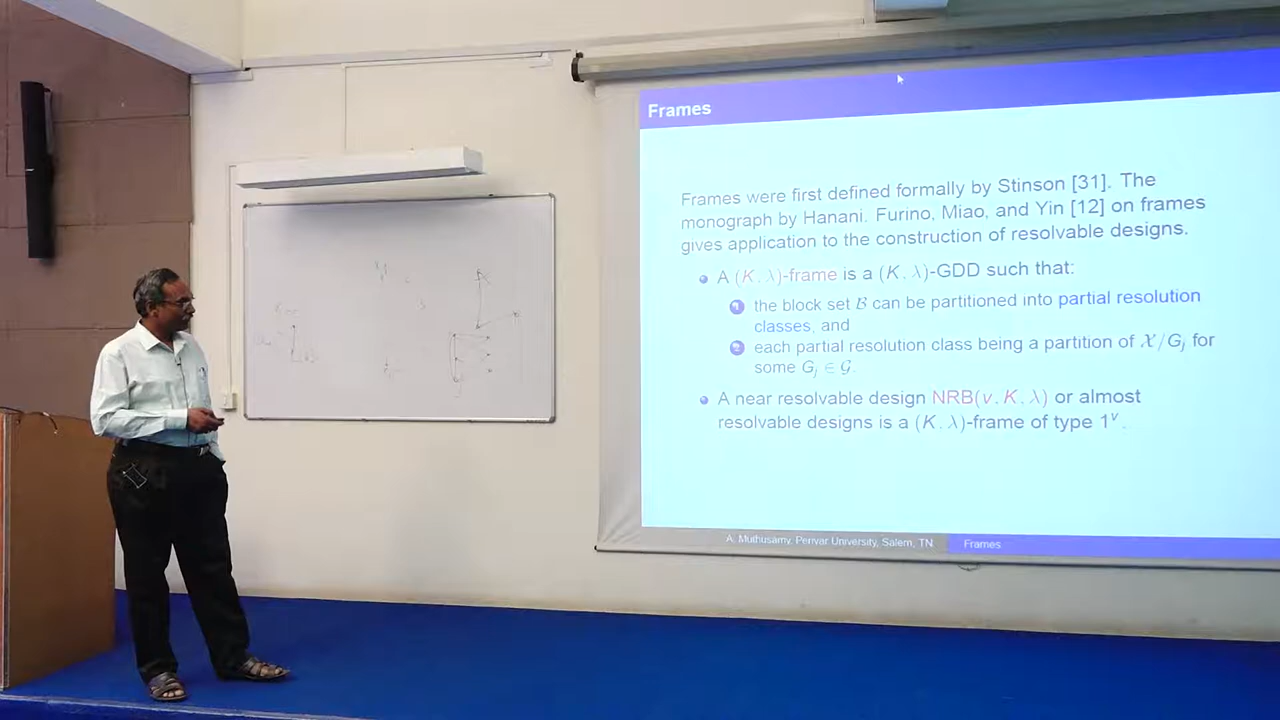 Frames
Frames were first defined formally by Stinson [31]. The
monograph by Hanani. Furino, Miao, and Yin [12] on frames
gives application to the construction of resolvable designs.
A (K, λ)-frame is a (K, λ)-GDD such that:
1 the block set ℬ can be partitioned into partial resolution
classes, and
2 each partial resolution class being a partition of 𝒳/Gⱼ for
some Gⱼ ∈ 𝒢.
A near resolvable design NRB(v, K, λ) or almost
resolvable designs is a (K, λ)-frame of type 1ᵛ.
A. Muthusamy, Periyar University, Salem, TN
Frames